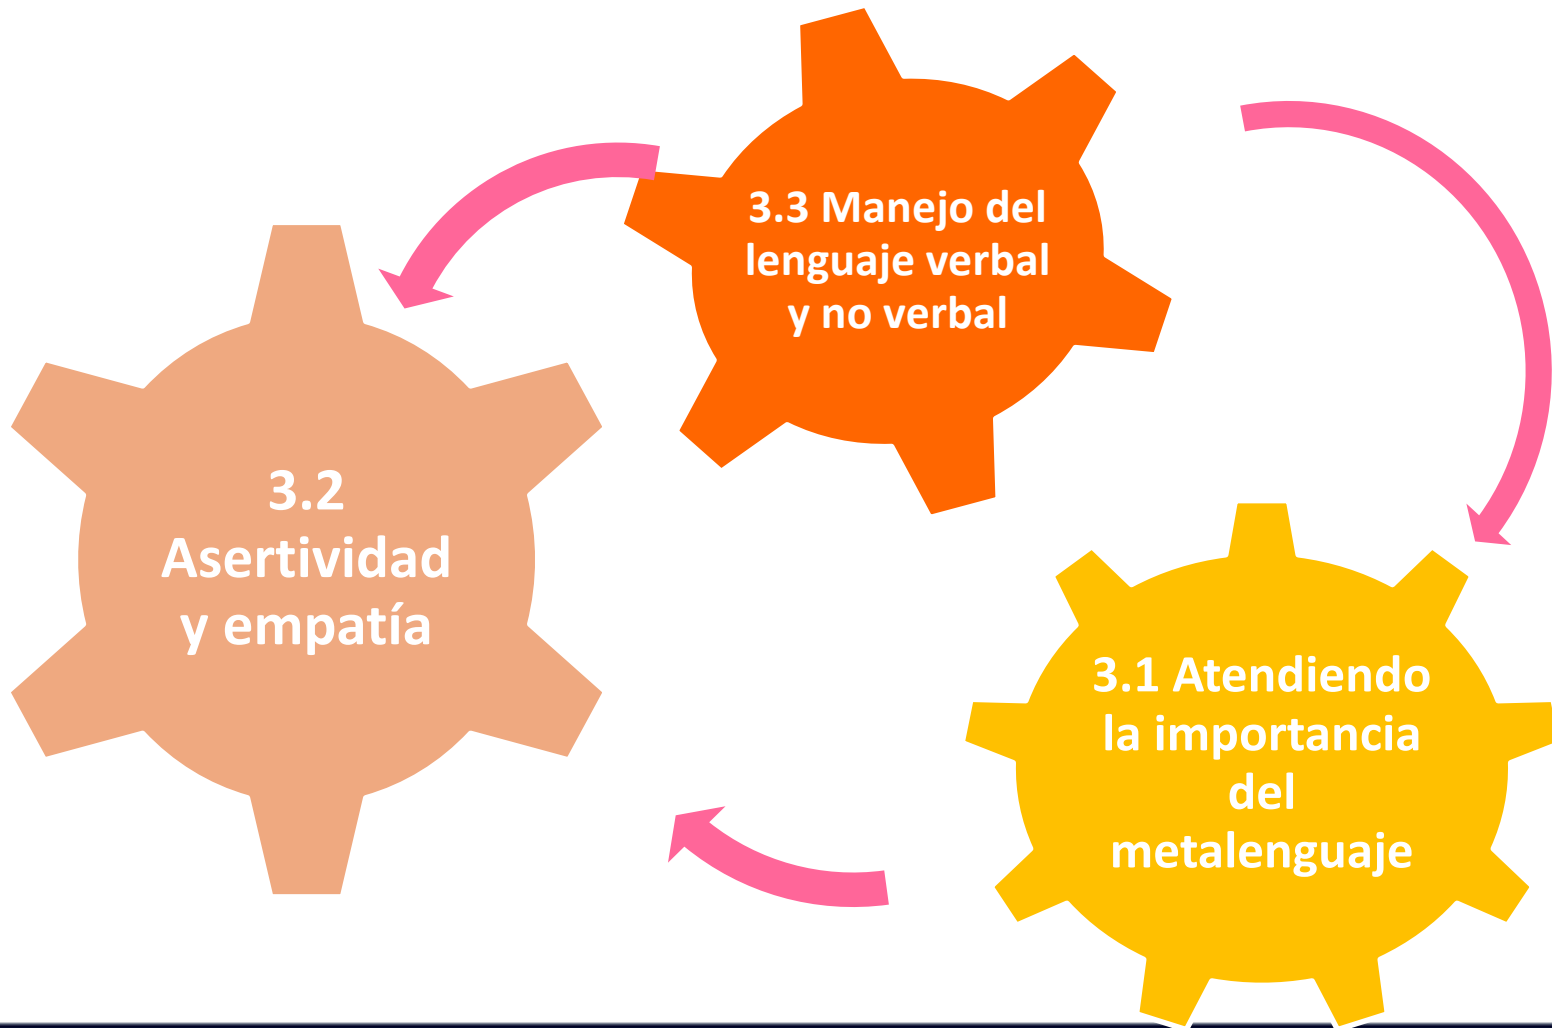 3.3 Manejo del
lenguaje verbal
y no verbal
3.2
Asertividad
y empatía
3.1 Atendiendo
la importancia
del
metalenguaje